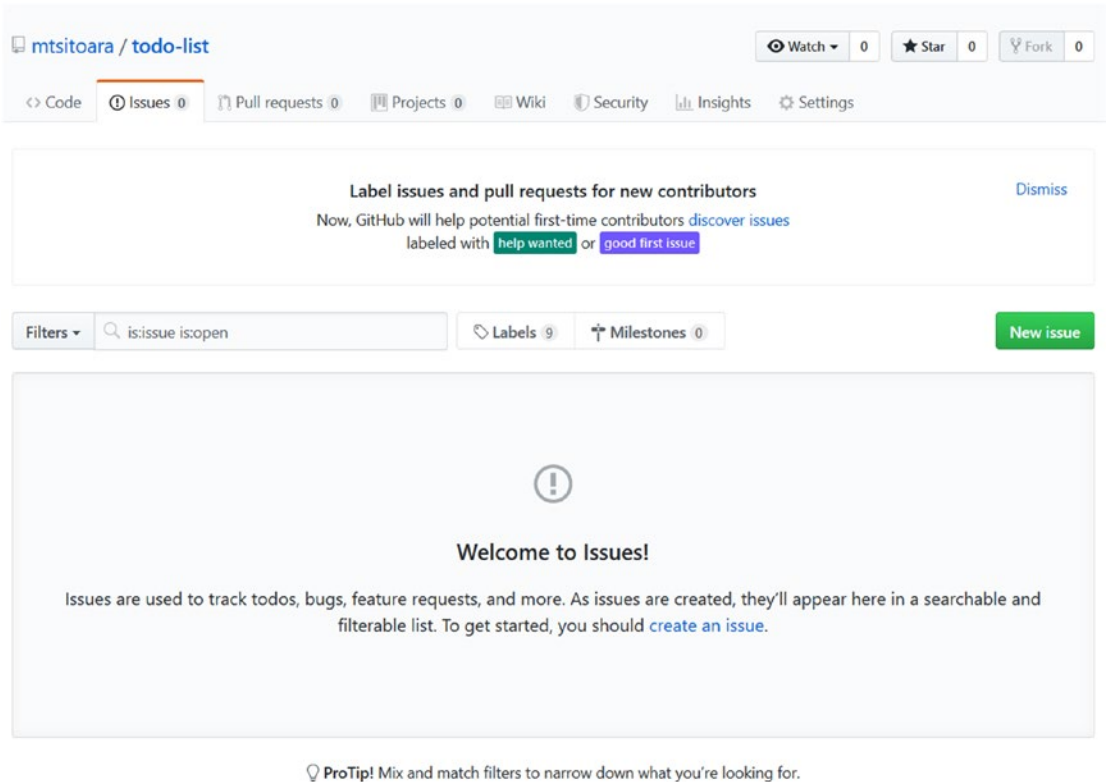 mtsitoara / todo-list
Watch 0 Star 0 Fork 0
Code Issues 0 Pull requests 0 Projects 0 Wiki Security Insights Settings
Label issues and pull requests for new contributors
Dismiss
Now, GitHub will help potential first-time contributors discover issues
labeled with help wanted or good first issue
Filters is:issue is:open Labels 9 Milestones 0 New issue
Welcome to Issues!
Issues are used to track todos, bugs, feature requests, and more. As issues are created, they'll appear here in a searchable and
filterable list. To get started, you should create an issue.
ProTip! Mix and match filters to narrow down what you're looking for.